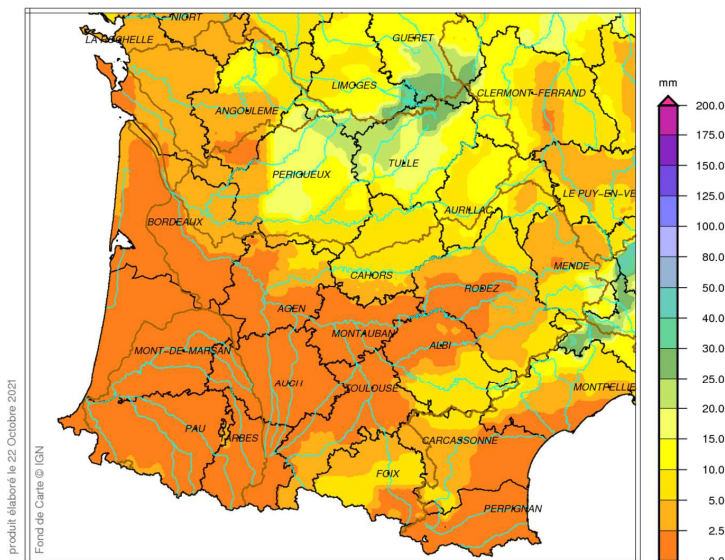 NIORT
LA ROCHELLE
GUERET
LIMOGES
CLERMONT-FERRAND
ANGOULEME
TULLE
PERIGUEUX
LE PUY-EN-VE
AURILLAC
BORDEAUX
MENDE
CAHORS
RODEZ
AGEN
MONTAUBAN
ALBI
MONT-DE-MARSAN
AUCH
TOULOUSE
MONTPELLIE
PAU
TARBES
CARCASSONNE
FOIX
PERPIGNAN
mm
200.0
175.0
150.0
125.0
100.0
80.0
50.0
40.0
30.0
25.0
20.0
15.0
10.0
5.0
2.5
0.0
produit élaboré le 22 Octobre 2021
Fond de Carte © IGN